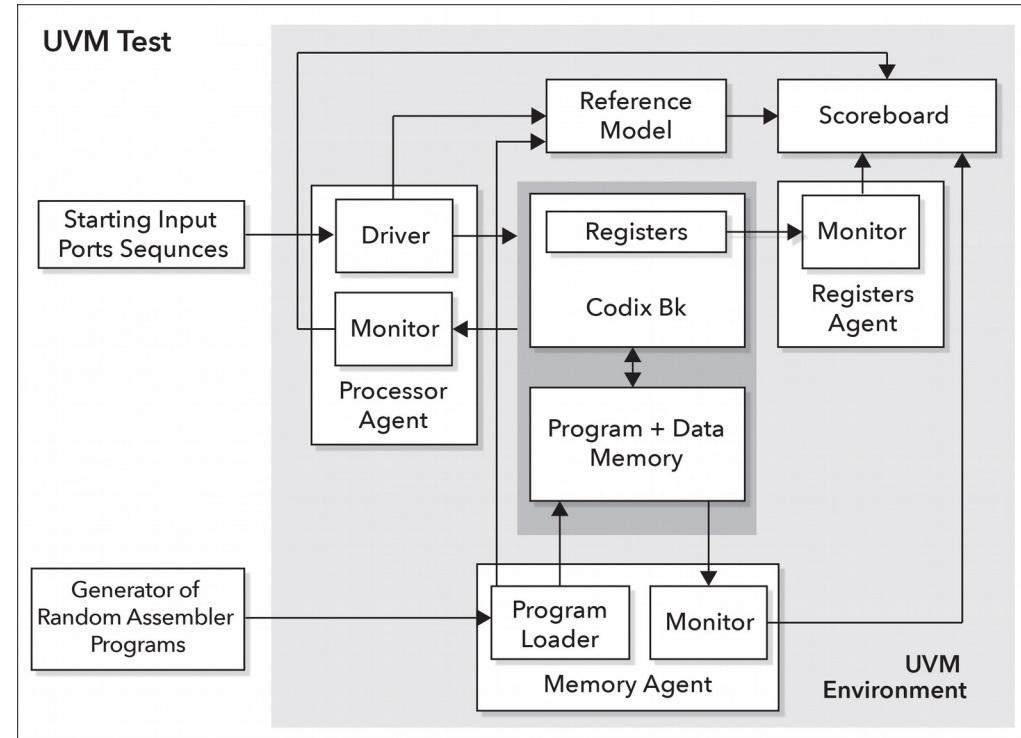 UVM Test
Reference
Model
Scoreboard
Starting Input
Ports Sequnces
Driver
Registers
Monitor
Codix Bk
Registers
Agent
Monitor
Processor
Agent
Program + Data
Memory
Generator of
Random Assembler
Programs
Program
Loader
Monitor
Memory Agent
UVM
Environment